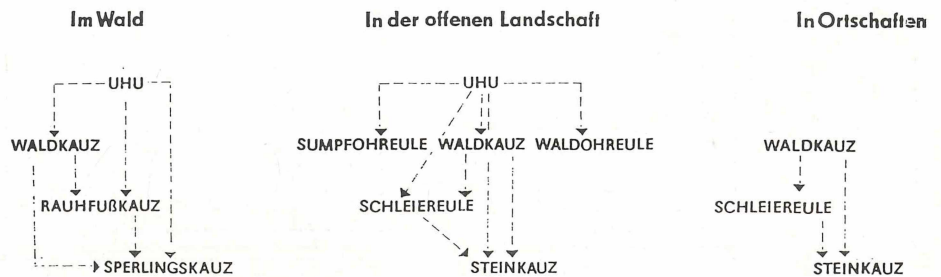 Im Wald
In der offenen Landschaft
In Ortschaften
UHU
UHU
WALDKAUZ
SUMPFOHREULE WALDKAUZ WALDOHREULE
WALDKAUZ
RAUHFUßKAUZ
SCHLEIEREULE
SCHLEIEREULE
SPERLINGSKAUZ
STEINKAUZ
STEINKAUZ